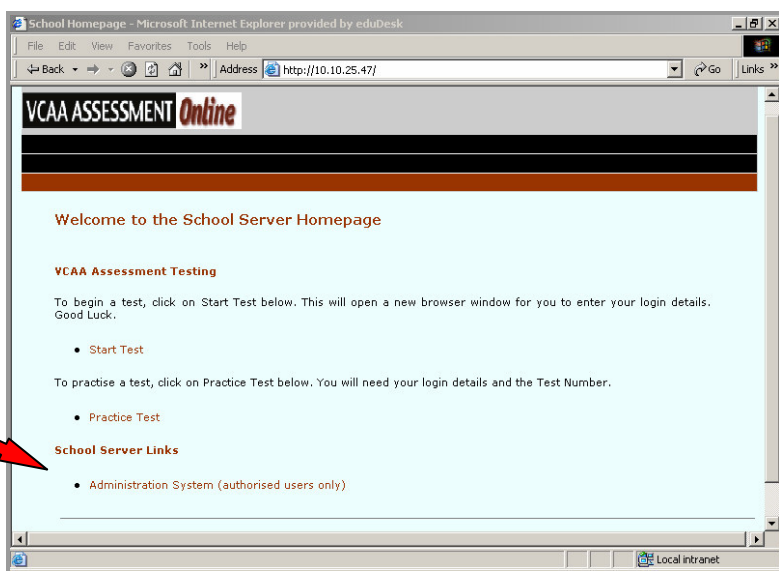 School Homepage - Microsoft Internet Explorer provided by eduDesk
File Edit View Favorites Tools Help
Back » Address http://10.10.25.47/ Go Links »
VCAA ASSESSMENT Online
Welcome to the School Server Homepage
VCAA Assessment Testing
To begin a test, click on Start Test below. This will open a new browser window for you to enter your login details.
Good Luck.
• Start Test
To practise a test, click on Practice Test below. You will need your login details and the Test Number.
• Practice Test
School Server Links
• Administration System (authorised users only)
Local intranet